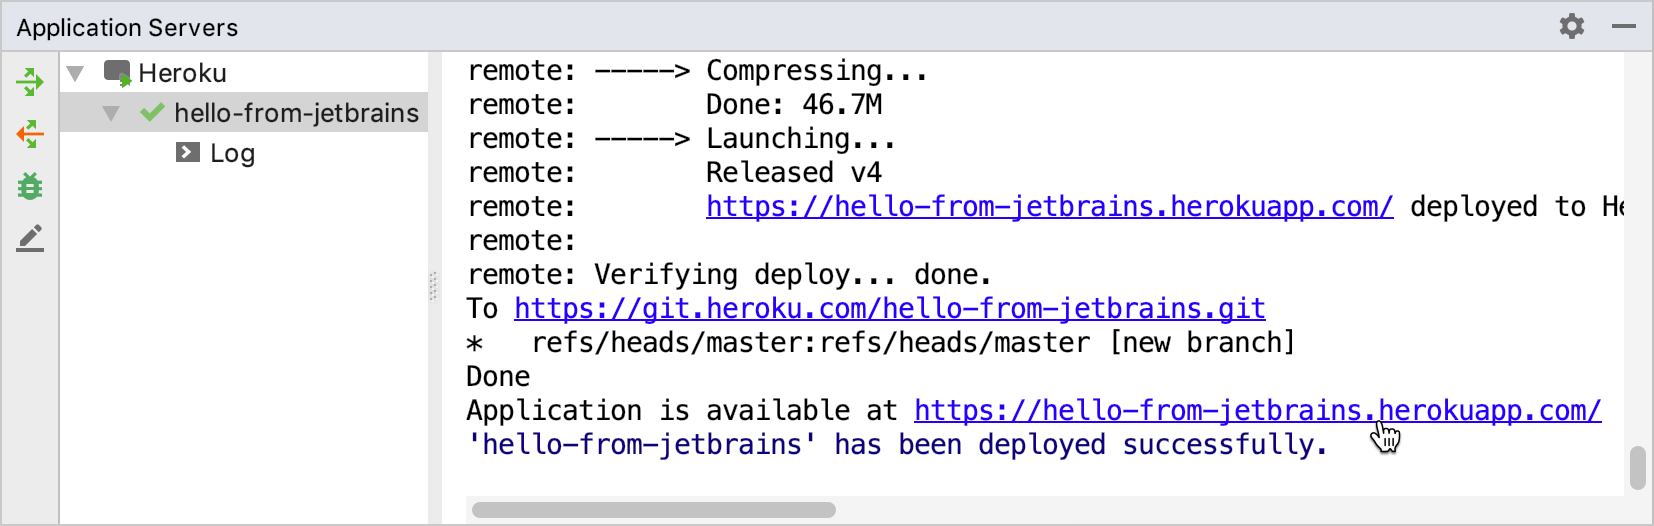 Application Servers
Heroku
hello-from-jetbrains
Log
remote: -----> Compressing...
remote:        Done: 46.7M
remote: -----> Launching...
remote:        Released v4
remote:        https://hello-from-jetbrains.herokuapp.com/ deployed to He
remote:
remote: Verifying deploy... done.
To https://git.heroku.com/hello-from-jetbrains.git
*   refs/heads/master:refs/heads/master [new branch]
Done
Application is available at https://hello-from-jetbrains.herokuapp.com/
'hello-from-jetbrains' has been deployed successfully.